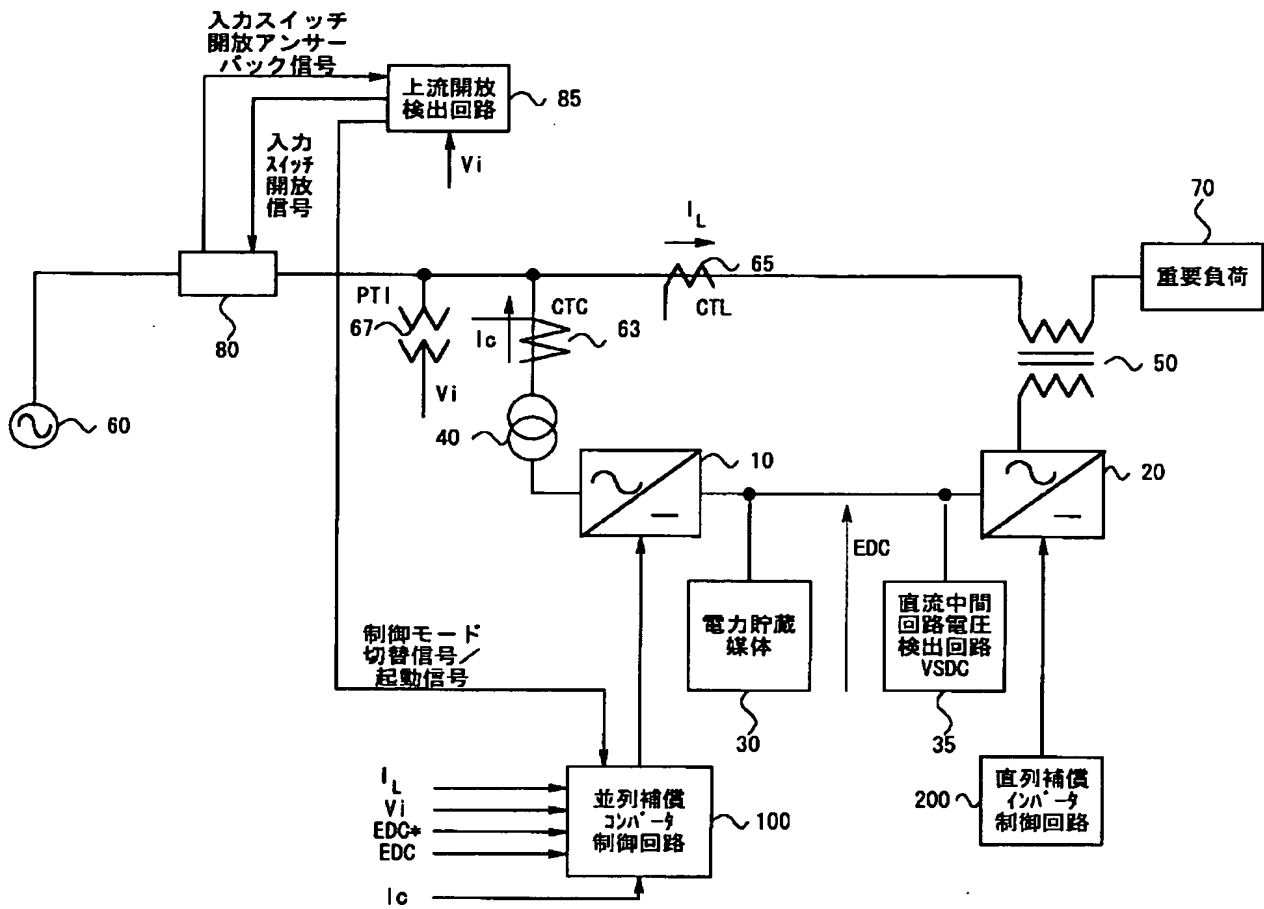 入力スイッチ
開放アンサー
バック信号
上流開放
検出回路
85
Vi
入力
スイッチ
開放
信号
80
60
PTI
67
Vi
CTC
Ic
63
IL
65
CTL
70
重要負荷
50
40
10
20
EDC
電力貯蔵
媒体
30
直流中間
回路電圧
検出回路
VSDC
35
制御モード
切替信号／
起動信号
IL
Vi
EDC*
EDC
Ic
並列補償
コンバータ
制御回路
100
200
直列補償
インバータ
制御回路